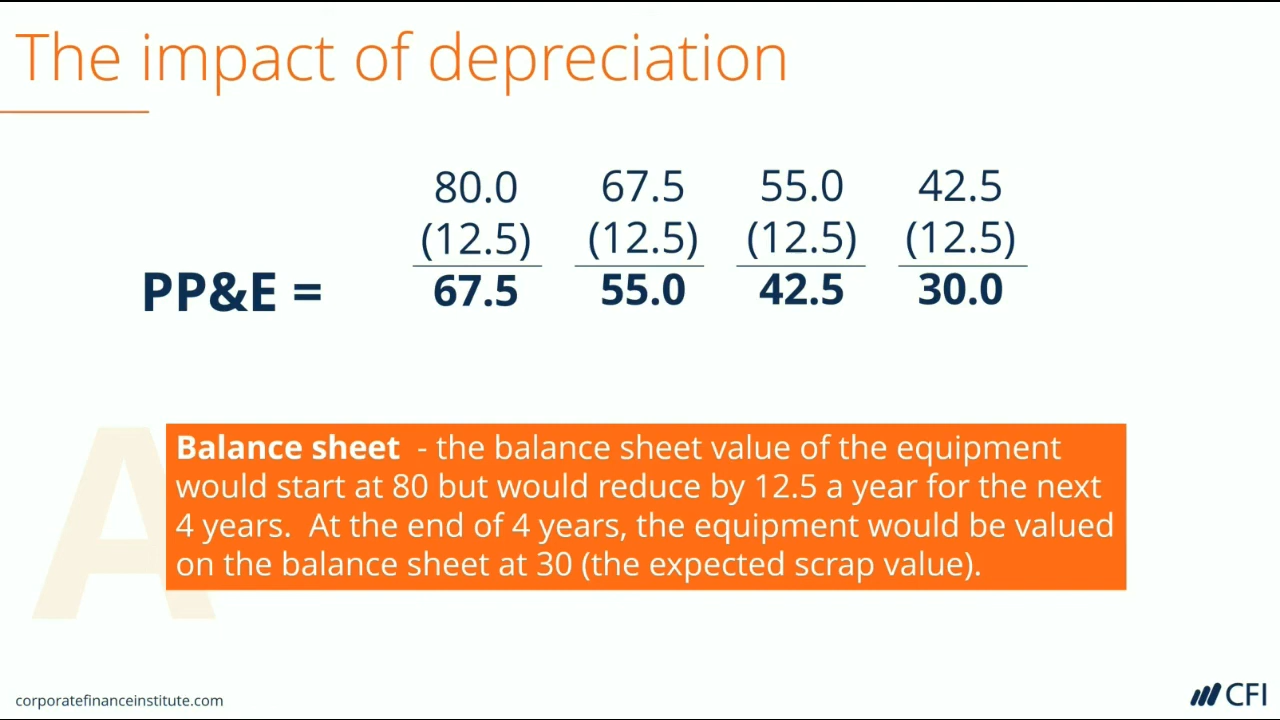 The impact of depreciation
80.0 67.5 55.0 42.5
(12.5) (12.5) (12.5) (12.5)
PP&E = 67.5 55.0 42.5 30.0
A
Balance sheet - the balance sheet value of the equipment
would start at 80 but would reduce by 12.5 a year for the next
4 years. At the end of 4 years, the equipment would be valued
on the balance sheet at 30 (the expected scrap value).
corporatefinanceinstitute.com
CFI